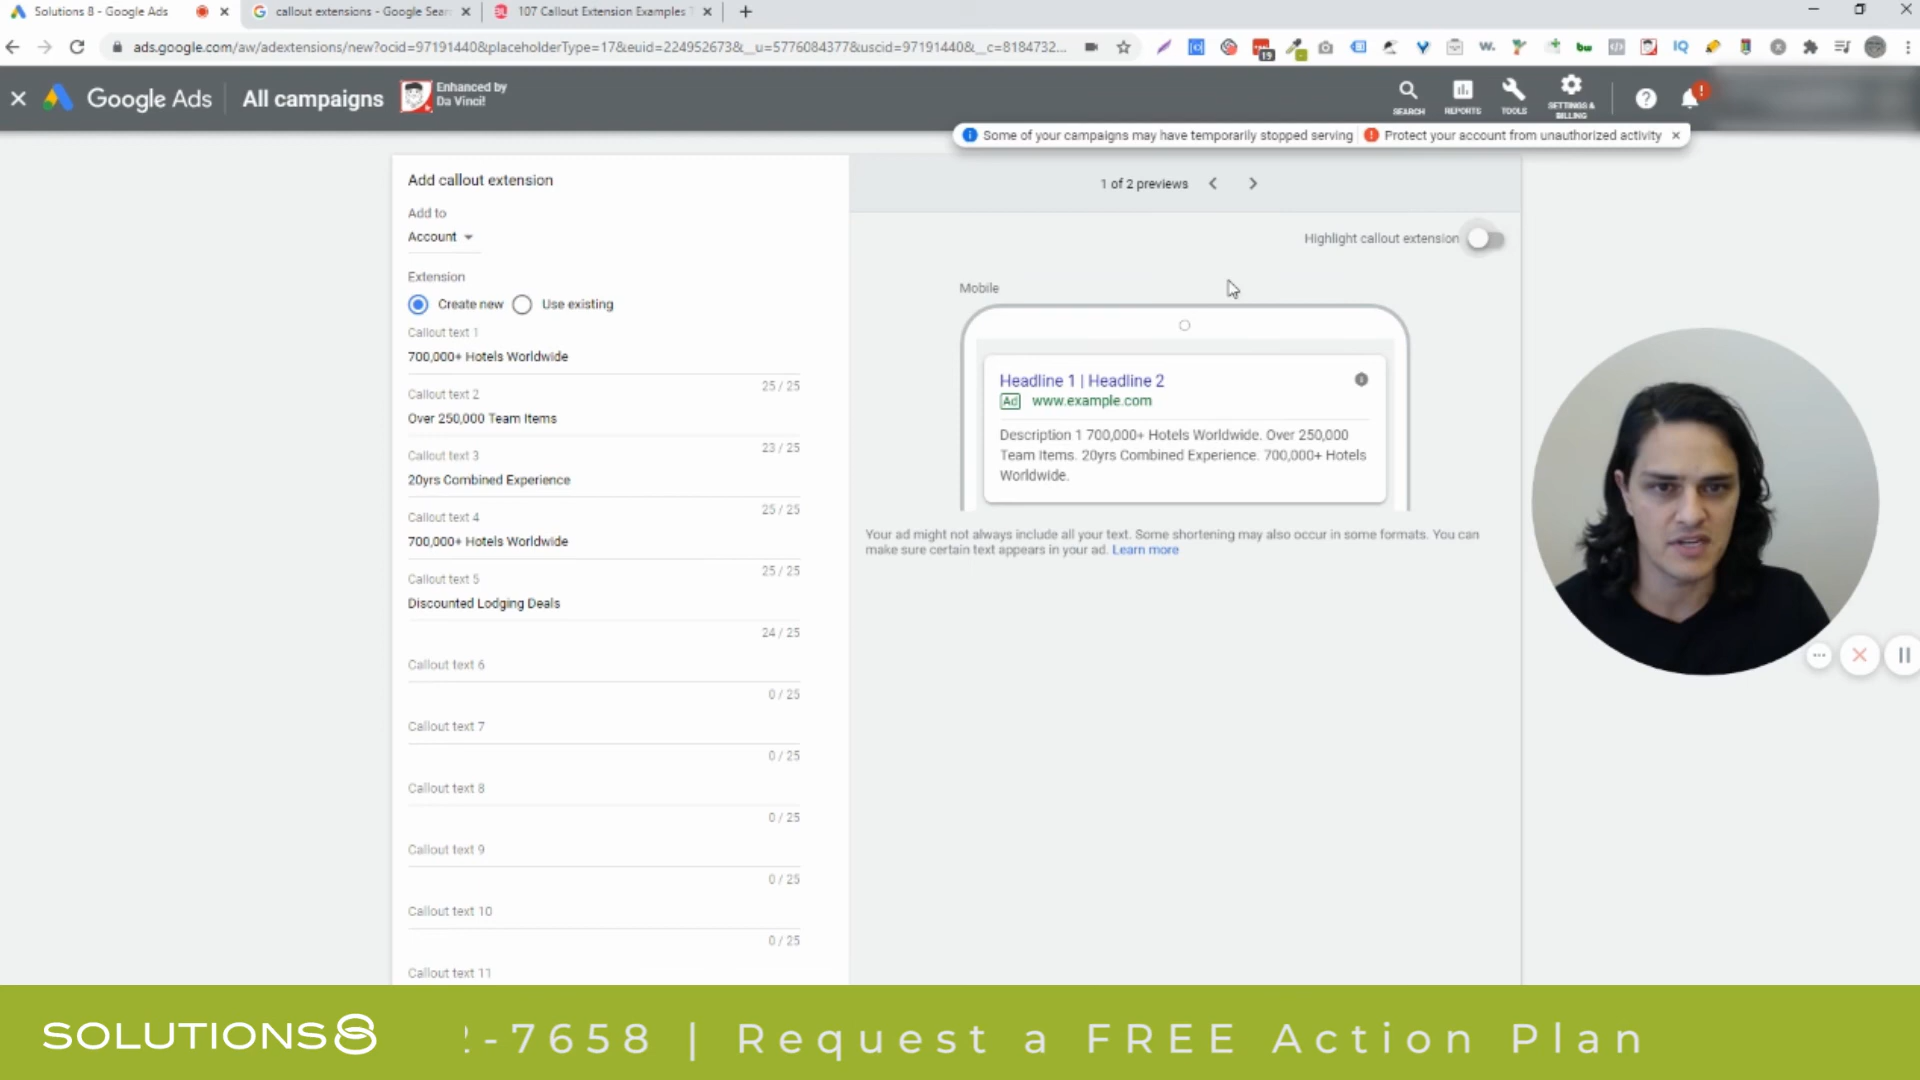 Solutions 8 - Google Ads
callout extensions - Google Sear
107 Callout Extension Examples T
ads.google.com/aw/adextensions/new?ocid=97191440&placeholderType=17&euid=224952673&__u=5776084377&uscid=97191440&__c=8184732...
19
W.
bw
IQ
Google Ads
All campaigns
Enhanced by
Da Vinci!
SEARCH
REPORTS
TOOLS
SETTINGS &
BILLING
Some of your campaigns may have temporarily stopped serving
Protect your account from unauthorized activity
Add callout extension
Add to
Account
Extension
Create new
Use existing
Callout text 1
700,000+ Hotels Worldwide
25 / 25
Callout text 2
Over 250,000 Team Items
23 / 25
Callout text 3
20yrs Combined Experience
25 / 25
Callout text 4
700,000+ Hotels Worldwide
25 / 25
Callout text 5
Discounted Lodging Deals
24 / 25
Callout text 6
0 / 25
Callout text 7
0 / 25
Callout text 8
0 / 25
Callout text 9
0 / 25
Callout text 10
0 / 25
Callout text 11
1 of 2 previews
Highlight callout extension
Mobile
Headline 1 | Headline 2
Ad www.example.com
Description 1 700,000+ Hotels Worldwide. Over 250,000
Team Items. 20yrs Combined Experience. 700,000+ Hotels
Worldwide.
Your ad might not always include all your text. Some shortening may also occur in some formats. You can
make sure certain text appears in your ad. Learn more
SOLUTIONS 8
-7658 | Request a FREE Action Plan